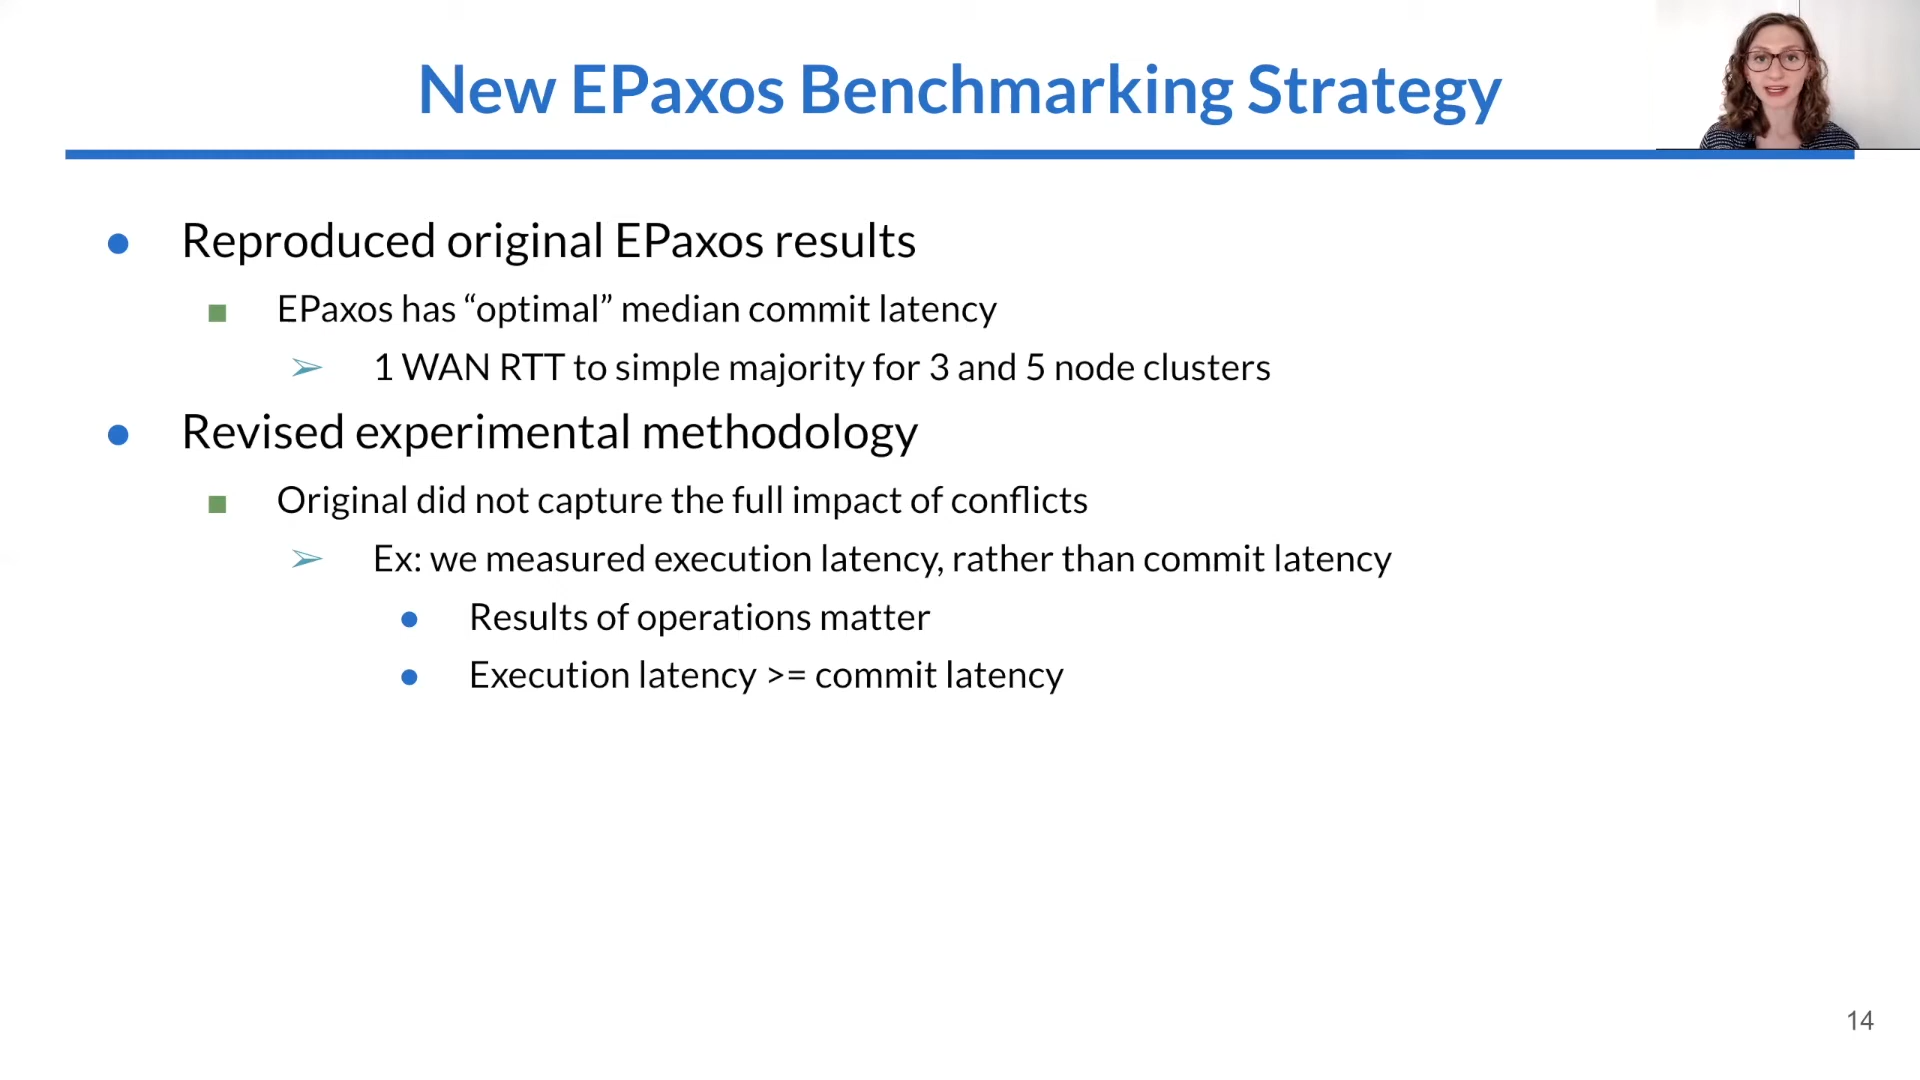 New EPaxos Benchmarking Strategy
Reproduced original EPaxos results
EPaxos has “optimal” median commit latency
1 WAN RTT to simple majority for 3 and 5 node clusters
Revised experimental methodology
Original did not capture the full impact of conflicts
Ex: we measured execution latency, rather than commit latency
Results of operations matter
Execution latency >= commit latency
14